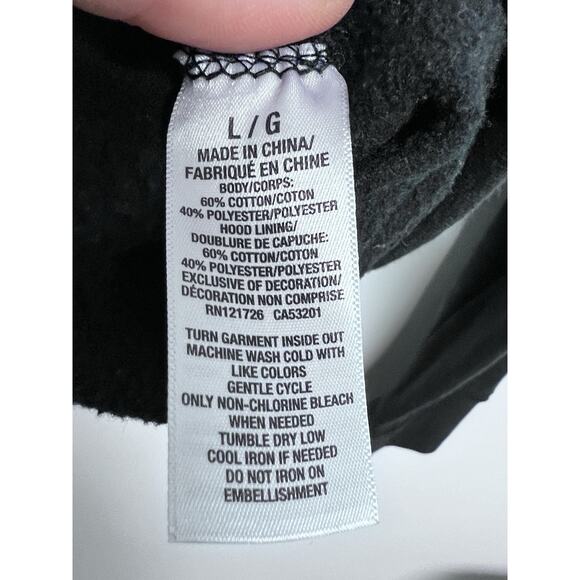 L / G
MADE IN CHINA/
FABRIQUÉ EN CHINE
BODY/CORPS:
60% COTTON/COTON
40% POLYESTER/POLYESTER
HOOD LINING/
DOUBLURE DE CAPUCHE:
60% COTTON/COTON
40% POLYESTER/POLYESTER
EXCLUSIVE OF DECORATION/
DÉCORATION NON COMPRISE
RN121726 CA53201
TURN GARMENT INSIDE OUT
MACHINE WASH COLD WITH
LIKE COLORS
GENTLE CYCLE
ONLY NON-CHLORINE BLEACH
WHEN NEEDED
TUMBLE DRY LOW
COOL IRON IF NEEDED
DO NOT IRON ON
EMBELLISHMENT